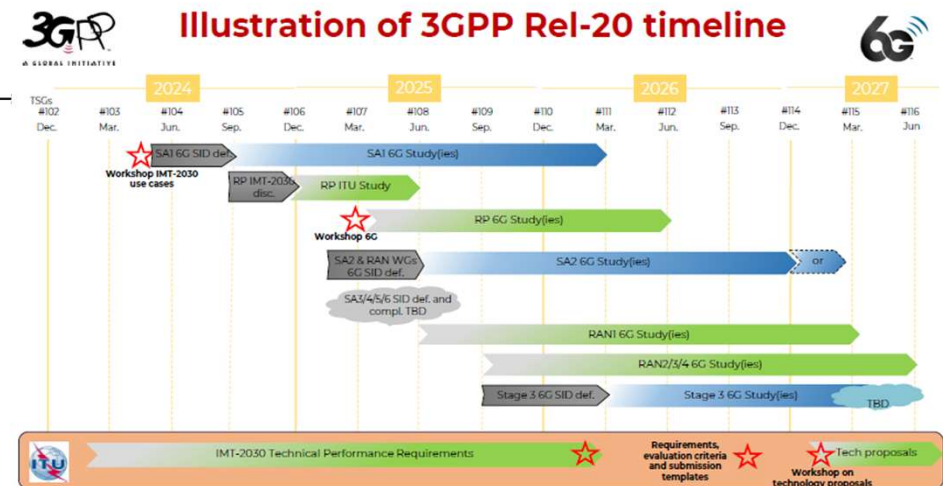 3GPP
A GLOBAL INITIATIVE
Illustration of 3GPP Rel-20 timeline
6G
2024 2025 2026 2027
TSGs
#102 #103 #104 #105 #106 #107 #108 #109 #110 #111 #112 #113 #114 #115 #116
Dec. Mar. Jun. Sep. Dec. Mar. Jun. Sep. Dec. Mar. Jun. Sep. Dec. Mar. Jun
SA1 6G SID def. SA1 6G Study(ies)
Workshop IMT-2030
use cases
RP IMT-2030
disc.
RP ITU Study
RP 6G Study(ies)
Workshop 6G
SA2 & RAN WGs
6G SID def.
SA2 6G Study(ies) or
SA3/4/5/6 SID def. and
compl. TBD
RAN1 6G Study(ies)
RAN2/3/4 6G Study(ies)
Stage 3 6G SID def. Stage 3 6G Study(ies) TBD
ITU
IMT-2030 Technical Performance Requirements
Requirements,
evaluation criteria
and submission
templates
Tech proposals
Workshop on
technology proposals